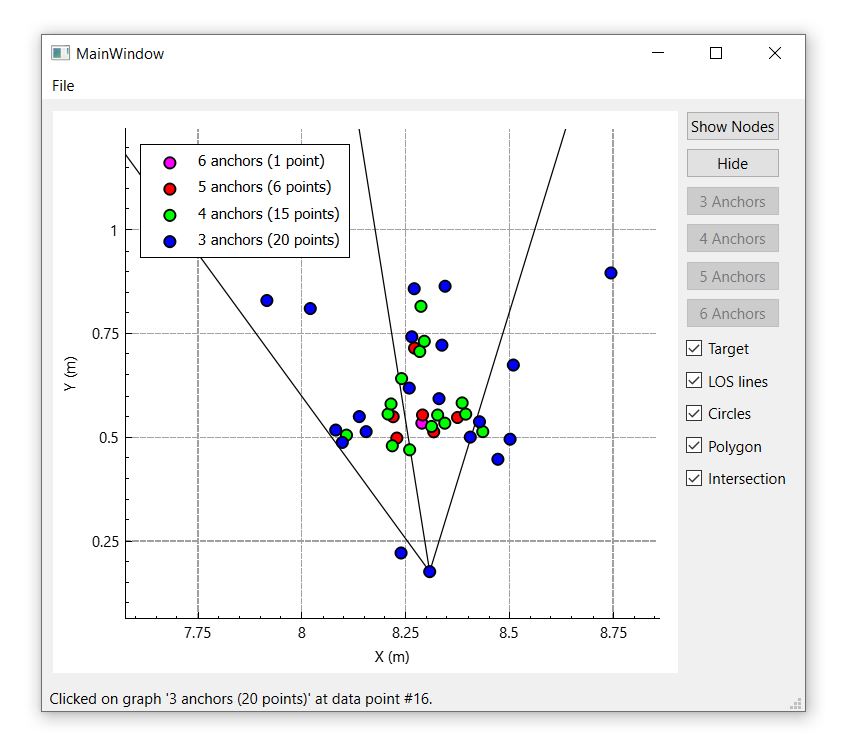 MainWindow
File
6 anchors (1 point)
5 anchors (6 points)
4 anchors (15 points)
3 anchors (20 points)
1
0.75
0.5
0.25
Y (m)
7.75 8 8.25 8.5 8.75
X (m)
Show Nodes
Hide
3 Anchors
4 Anchors
5 Anchors
6 Anchors
Target
LOS lines
Circles
Polygon
Intersection
Clicked on graph '3 anchors (20 points)' at data point #16.